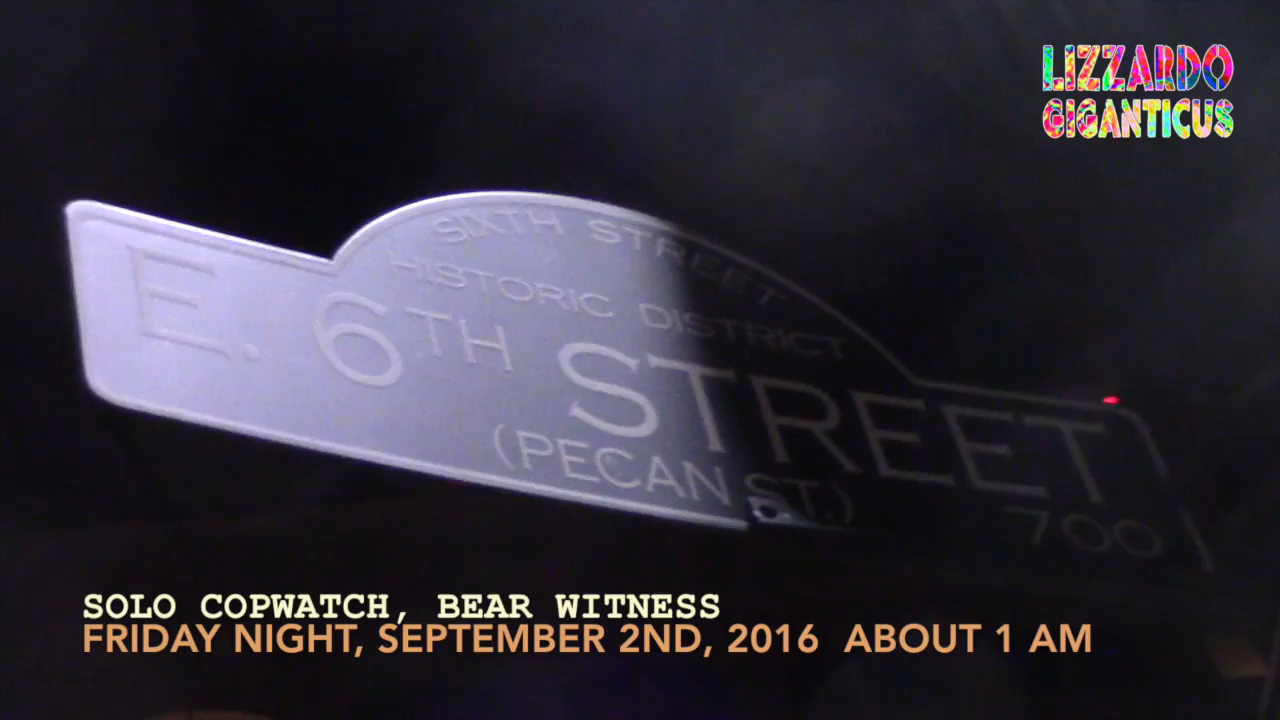 LIZZARDO
GIGANTICUS
SIXTH STREET
HISTORIC DISTRICT
E. 6TH STREET
(PECAN ST.)
700
SOLO COPWATCH, BEAR WITNESS
FRIDAY NIGHT, SEPTEMBER 2ND, 2016 ABOUT 1 AM